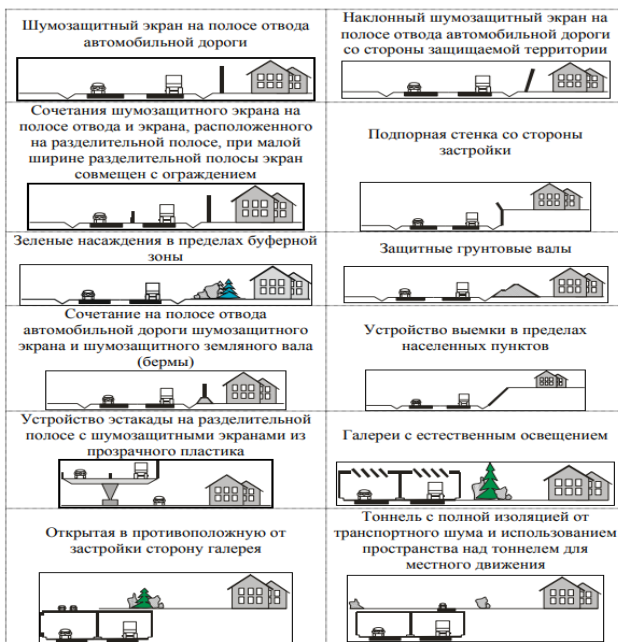 Шумозащитный экран на полосе отвода
автомобильной дороги
Наклонный шумозащитный экран на
полосе отвода автомобильной дороги
со стороны защищаемой территории
Сочетания шумозащитного экрана на
полосе отвода и экрана, расположенного
на разделительной полосе, при малой
ширине разделительной полосы экран
совмещен с ограждением
Подпорная стенка со стороны
застройки
Зеленые насаждения в пределах буферной
зоны
Защитные грунтовые валы
Сочетание на полосе отвода
автомобильной дороги шумозащитного
экрана и шумозащитного земляного вала
(бермы)
Устройство выемки в пределах
населенных пунктов
Устройство эстакады на разделительной
полосе с шумозащитными экранами из
прозрачного пластика
Галереи с естественным освещением
Открытая в противоположную от
застройки сторону галерея
Тоннель с полной изоляцией от
транспортного шума и использованием
пространства над тоннелем для
местного движения